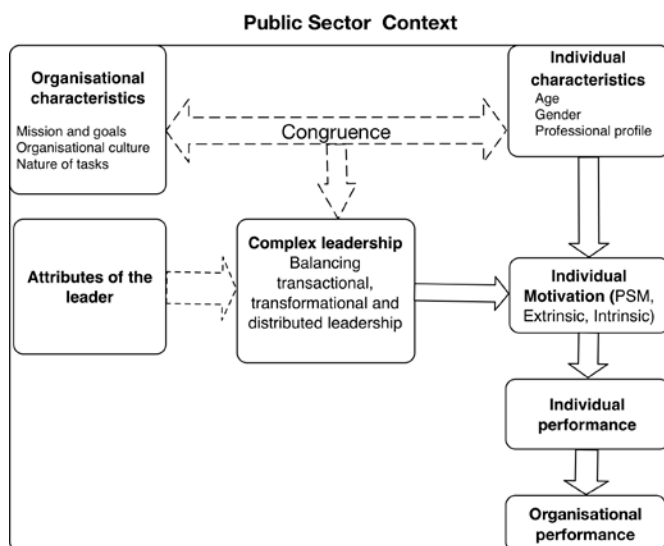 Public Sector Context
Organisational
characteristics
Mission and goals
Organisational culture
Nature of tasks
Congruence
Individual
characteristics
Age
Gender
Professional profile
Attributes of the
leader
Complex leadership
Balancing
transactional,
transformational and
distributed leadership
Individual
Motivation (PSM,
Extrinsic, Intrinsic)
Individual
performance
Organisational
performance